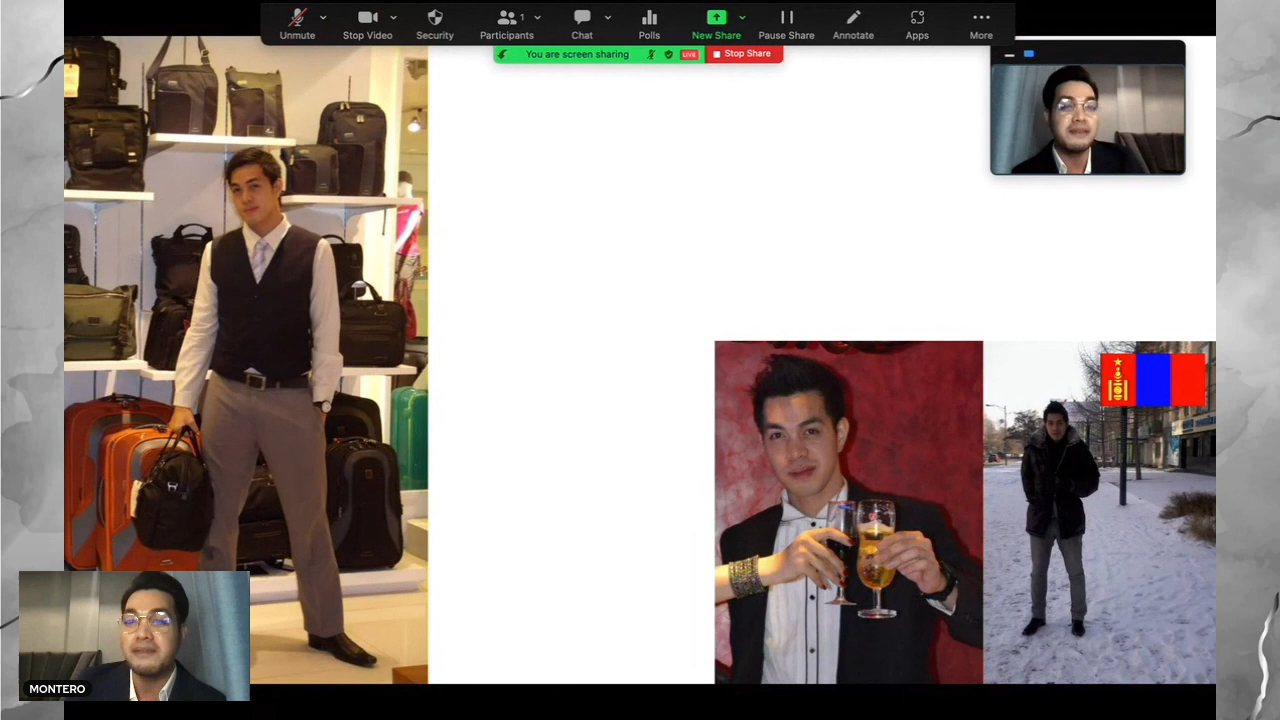 Unmute
Stop Video
Security
Participants
1
Chat
Polls
New Share
Pause Share
Annotate
Apps
More
You are screen sharing
LIVE
Stop Share
MONTERO